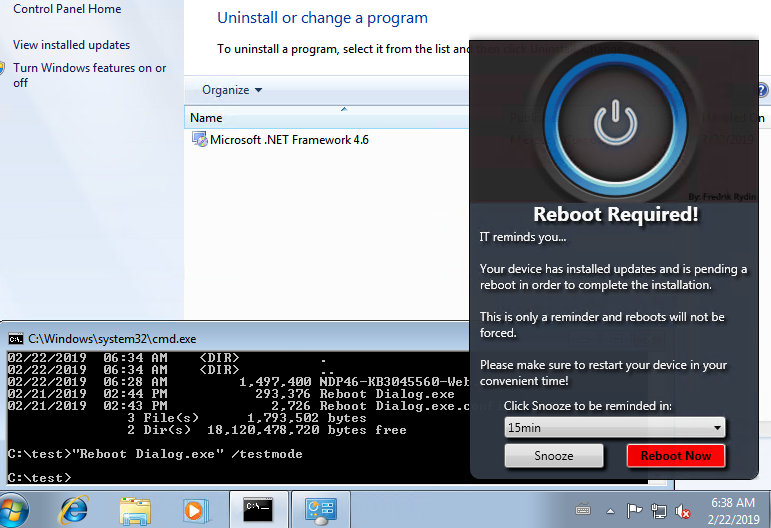 Control Panel Home
View installed updates
Turn Windows features on or
off
Uninstall or change a program
To uninstall a program, select it from the list and then click Uninstall
Organize
Name
Microsoft .NET Framework 4.6
By: Fredrik Rydin
Reboot Required!
IT reminds you...
Your device has installed updates and is pending a
reboot in order to complete the installation.
This is only a reminder and reboots will not be
forced.
Please make sure to restart your device in your
convenient time!
Click Snooze to be reminded in:
15min
Snooze
Reboot Now
C:\Windows\system32\cmd.exe
02/22/2019 06:34 AM <DIR> .
02/22/2019 06:34 AM <DIR> ..
02/22/2019 06:28 AM 1,497,400 NDP46-KB3045560-Web
02/21/2019 02:44 PM 293,376 Reboot Dialog.exe
02/21/2019 02:43 PM 2,726 Reboot Dialog.exe.
3 File(s) 1,793,502 bytes
2 Dir(s) 18,120,478,720 bytes free
C:\test>"Reboot Dialog.exe" /testmode
C:\test>
6:38 AM
2/22/2019